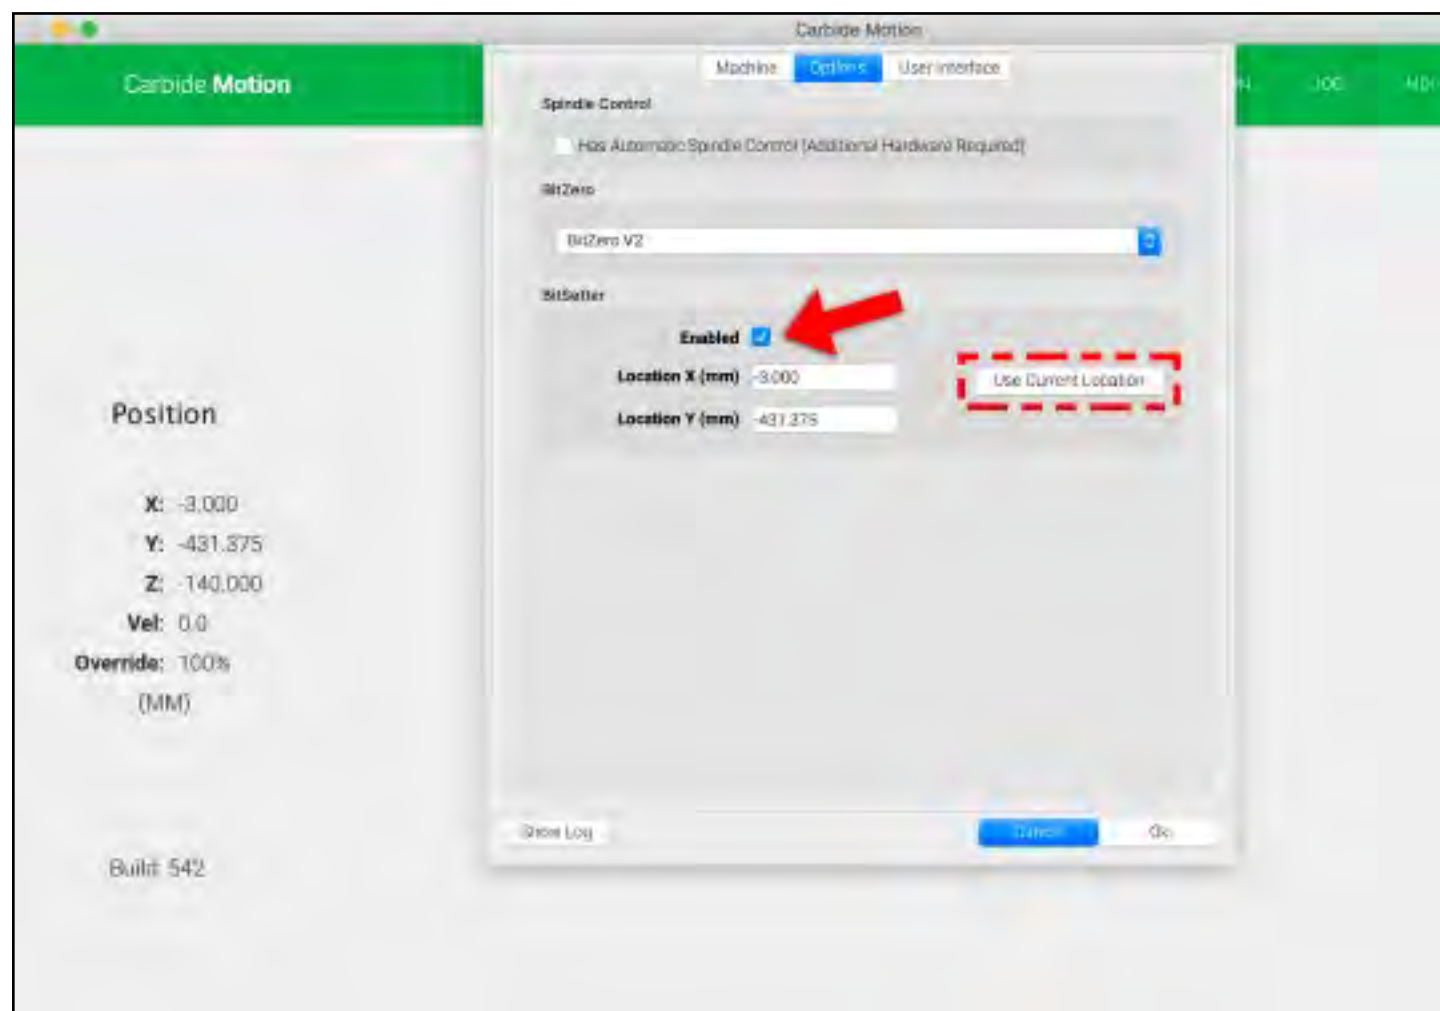 Carbide Motion
Carbide Motion
Machine Options User Interface
JOG MDI
Spindle Control
Has Automatic Spindle Control (Additional Hardware Required)
BitZero
BitZero V2
BitSetter
Enabled
Location X (mm) -3.000
Use Current Location
Location Y (mm) -431.375
Position
X: -3.000
Y: -431.375
Z: -140.000
Vel: 0.0
Override: 100%
(MM)
Show Log
Cancel
Ok
Build: 542